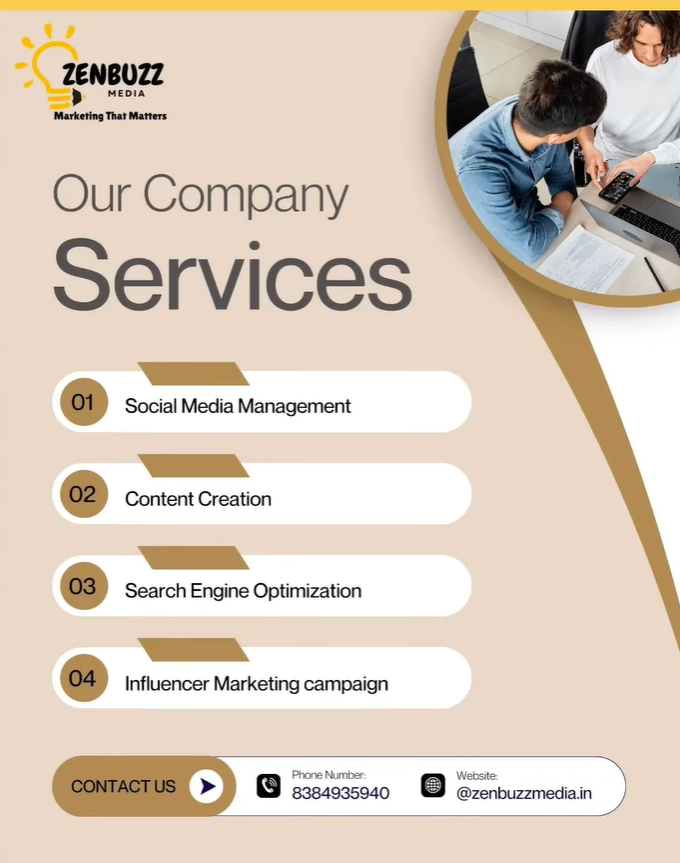 ZENBUZZ
MEDIA
Marketing That Matters
Our Company
Services
01
Social Media Management
02
Content Creation
03
Search Engine Optimization
04
Influencer Marketing campaign
CONTACT US
Phone Number:
8384935940
Website:
@zenbuzzmedia.in